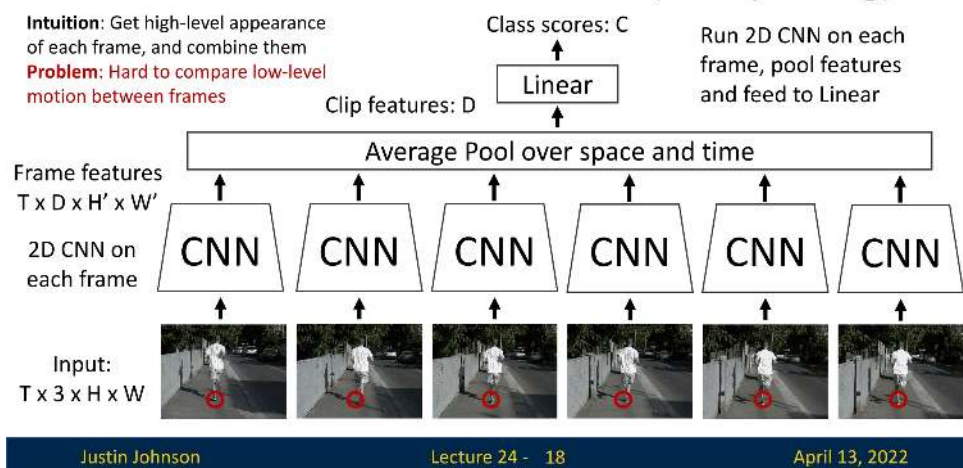 Intuition: Get high-level appearance
of each frame, and combine them
Problem: Hard to compare low-level
motion between frames
Class scores: C
Run 2D CNN on each
frame, pool features
and feed to Linear
Linear
Clip features: D
Average Pool over space and time
Frame features
T x D x H' x W'
2D CNN on
each frame
CNN
CNN
CNN
CNN
CNN
CNN
Input:
T x 3 x H x W
Justin Johnson
Lecture 24 - 18
April 13, 2022